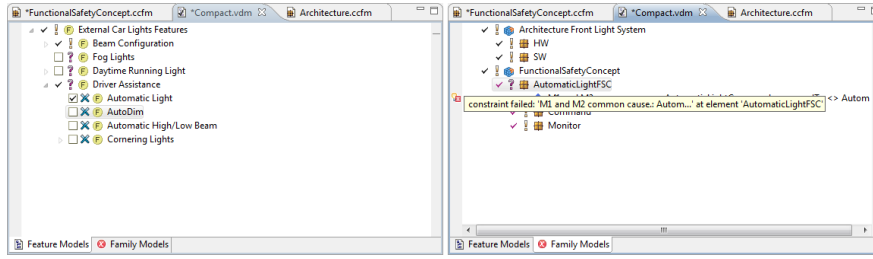 *FunctionalSafetyConcept.ccfm
*Compact.vdm
Architecture.ccfm
External Car Lights Features
Beam Configuration
Fog Lights
Daytime Running Light
Driver Assistance
Automatic Light
AutoDim
Automatic High/Low Beam
Cornering Lights
Feature Models
Family Models
*FunctionalSafetyConcept.ccfm
*Compact.vdm
Architecture.ccfm
Architecture Front Light System
HW
SW
FunctionalSafetyConcept
AutomaticLightFSC
<> Autom
constraint failed: 'M1 and M2 common cause.: Autom...' at element 'AutomaticLightFSC'
Command
Monitor
Feature Models
Family Models